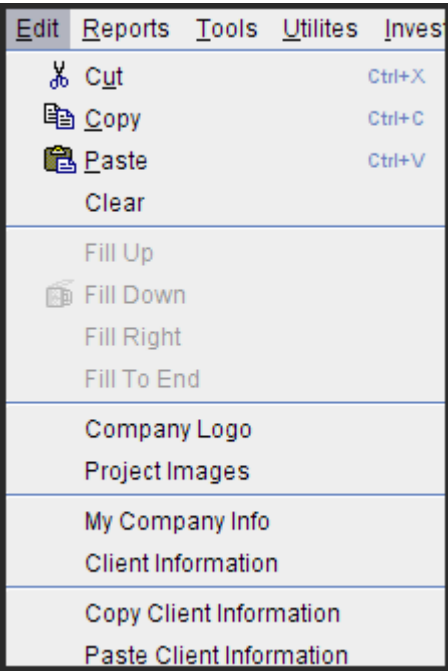 Edit Reports Tools Utilites Invest
Cut Ctrl+X
Copy Ctrl+C
Paste Ctrl+V
Clear
Fill Up
Fill Down
Fill Right
Fill To End
Company Logo
Project Images
My Company Info
Client Information
Copy Client Information
Paste Client Information